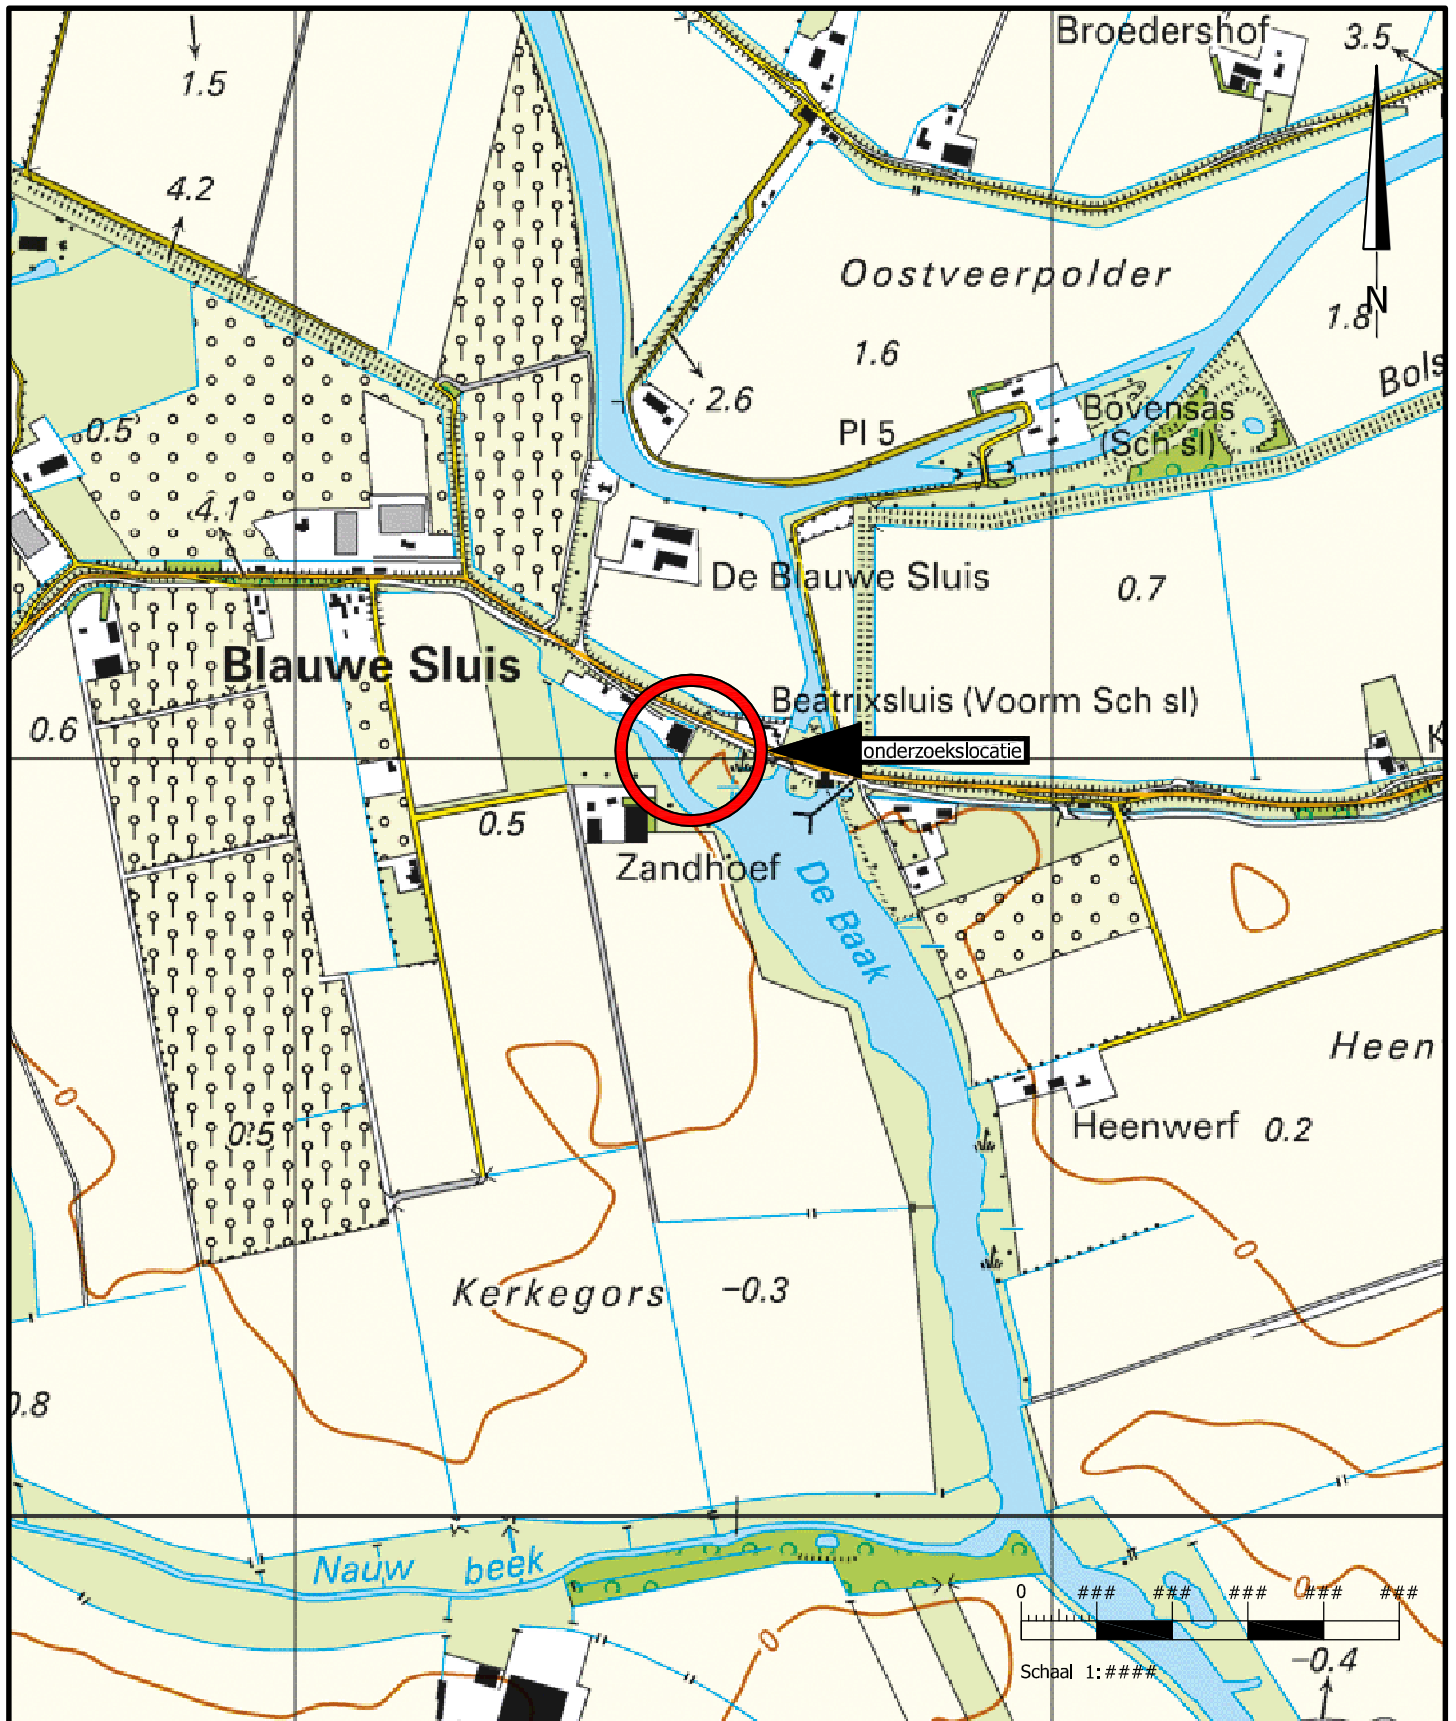 Broedershof
3.5
1.5
4.2
Oostveerpolder
N
1.8
1.6
Bols
2.6
Bovensas
(Sch sl)
0.5
Pl 5
4.1
De Blauwe Sluis
0.7
Blauwe Sluis
Beatrixsluis (Voorm Sch sl)
0.6
onderzoekslocatie
K
0.5
Zandhoef
De Baak
Heen
0
0.5
Heenwerf 0.2
0
Kerkegors -0.3
0.8
Nauw beek
0
0 ### ### ### ### ###
0
Schaal 1:####
-0.4